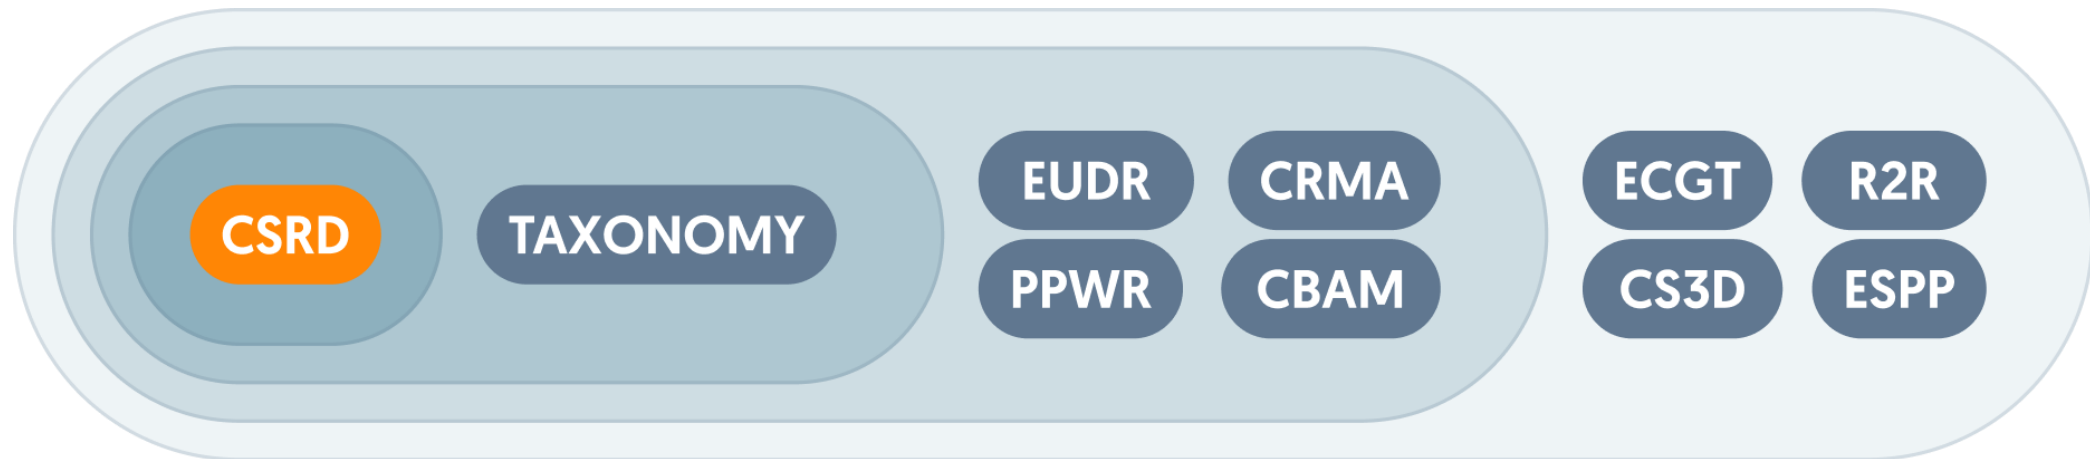 CSRD
TAXONOMY
EUDR
CRMA
PPWR
CBAM
ECGT
R2R
CS3D
ESPP